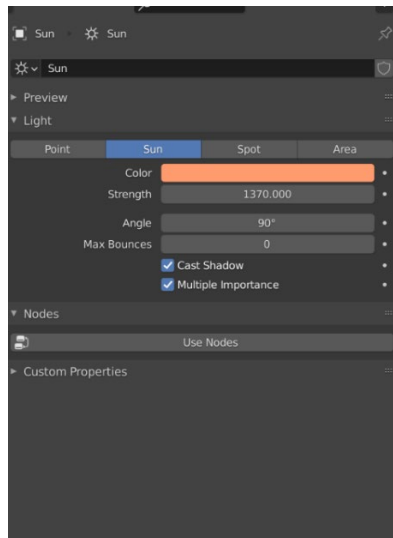 Sun Sun
Sun
Preview
Light
Point Sun Spot Area
Color
Strength 1370.000
Angle 90°
Max Bounces 0
Cast Shadow
Multiple Importance
Nodes
Use Nodes
Custom Properties